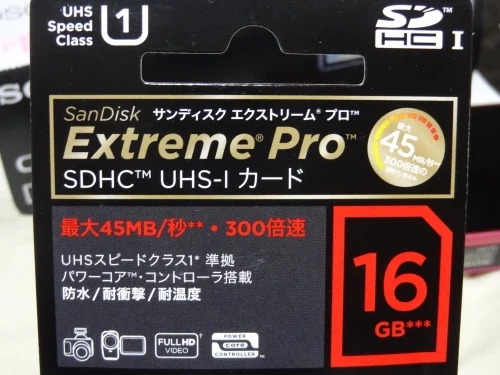 UHS
Speed
Class
1
SD
HC I
SanDisk サンディスク エクストリーム® プロ™
Extreme® Pro™
SDHC™ UHS-I カード
最大
45
MB/秒**
300倍速の
最大45MB/秒** • 300倍速
UHSスピードクラス1* 準拠
パワーコア™・コントローラ搭載
防水/耐衝撃/耐温度
16
GB***
FULL HD†
VIDEO
POWER
core
CONTROLLER™